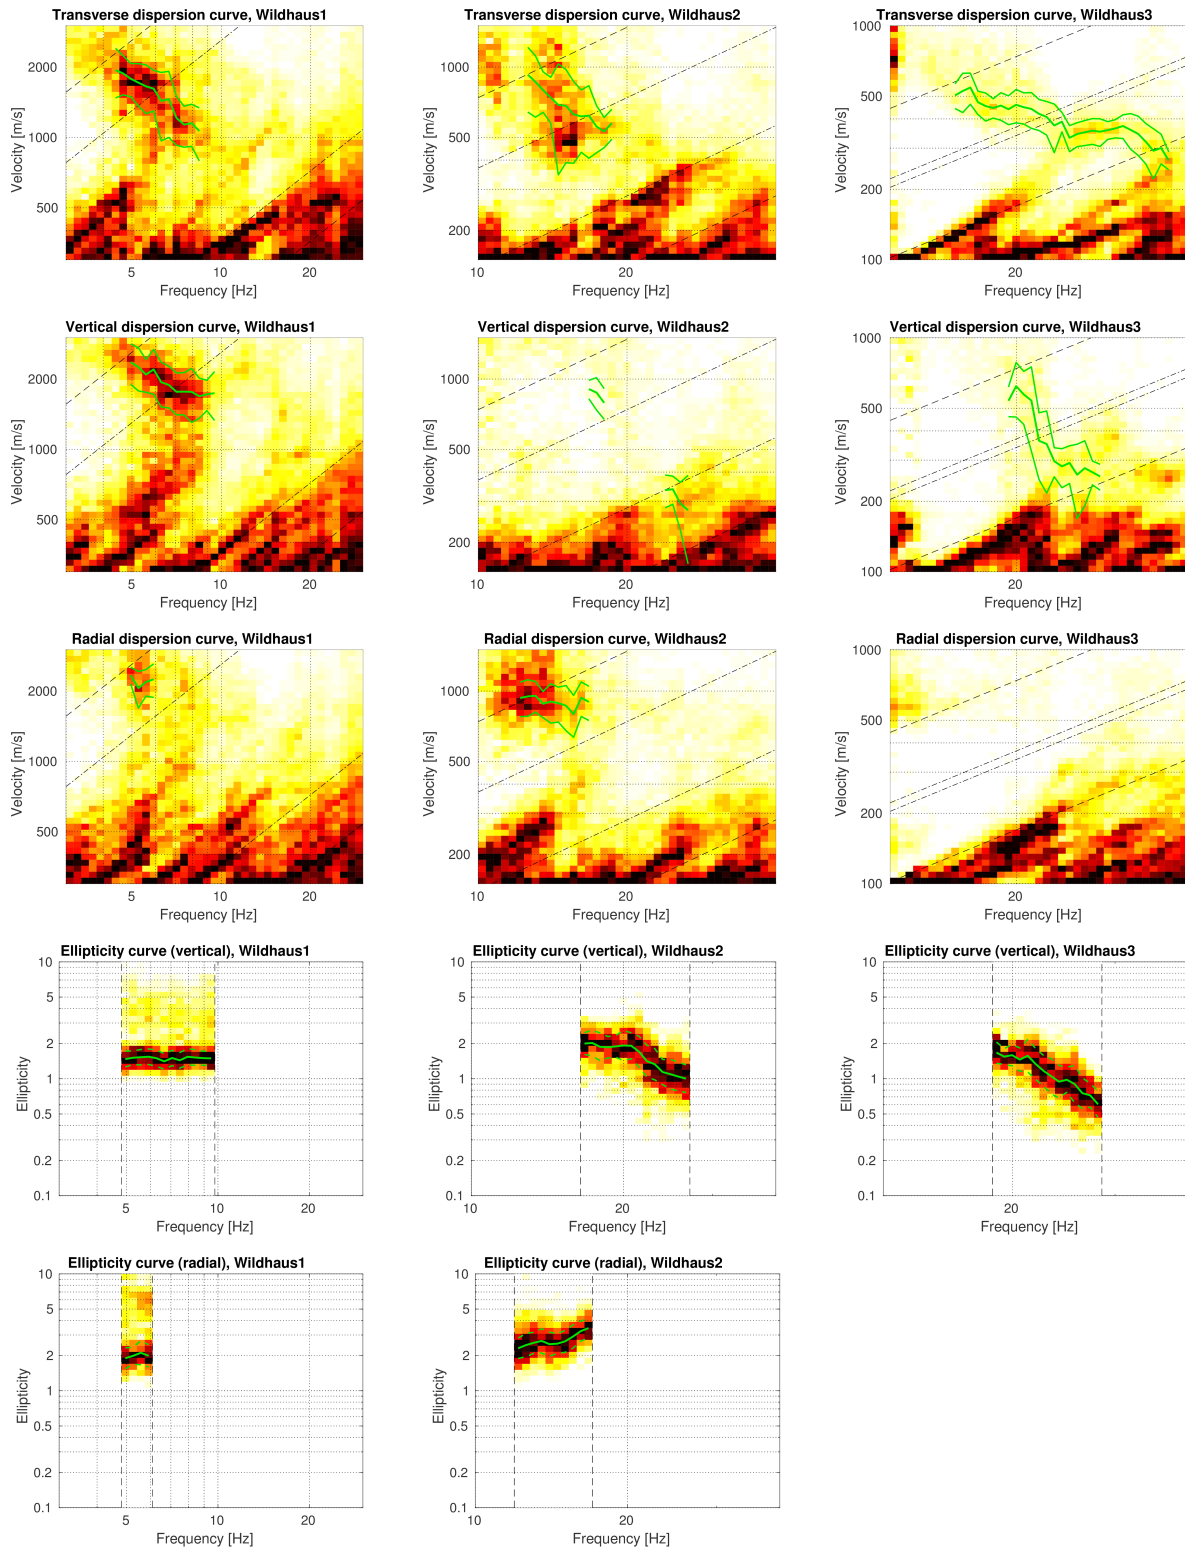 Transverse dispersion curve, Wildhaus1
Velocity [m/s]
2000
1000
500
5
10
20
Frequency [Hz]
Transverse dispersion curve, Wildhaus2
Velocity [m/s]
1000
500
200
10
20
Frequency [Hz]
Transverse dispersion curve, Wildhaus3
Velocity [m/s]
1000
500
200
100
20
Frequency [Hz]
Vertical dispersion curve, Wildhaus1
Velocity [m/s]
2000
1000
500
5
10
20
Frequency [Hz]
Vertical dispersion curve, Wildhaus2
Velocity [m/s]
1000
500
200
10
20
Frequency [Hz]
Vertical dispersion curve, Wildhaus3
Velocity [m/s]
1000
500
200
100
20
Frequency [Hz]
Radial dispersion curve, Wildhaus1
Velocity [m/s]
2000
1000
500
5
10
20
Frequency [Hz]
Radial dispersion curve, Wildhaus2
Velocity [m/s]
1000
500
200
10
20
Frequency [Hz]
Radial dispersion curve, Wildhaus3
Velocity [m/s]
1000
500
200
100
20
Frequency [Hz]
Ellipticity curve (vertical), Wildhaus1
Ellipticity
10
5
2
1
0.5
0.2
0.1
5
10
20
Frequency [Hz]
Ellipticity curve (vertical), Wildhaus2
Ellipticity
10
5
2
1
0.5
0.2
0.1
10
20
Frequency [Hz]
Ellipticity curve (vertical), Wildhaus3
Ellipticity
10
5
2
1
0.5
0.2
0.1
20
Frequency [Hz]
Ellipticity curve (radial), Wildhaus1
Ellipticity
10
5
2
1
0.5
0.2
0.1
5
10
20
Frequency [Hz]
Ellipticity curve (radial), Wildhaus2
Ellipticity
10
5
2
1
0.5
0.2
0.1
10
20
Frequency [Hz]